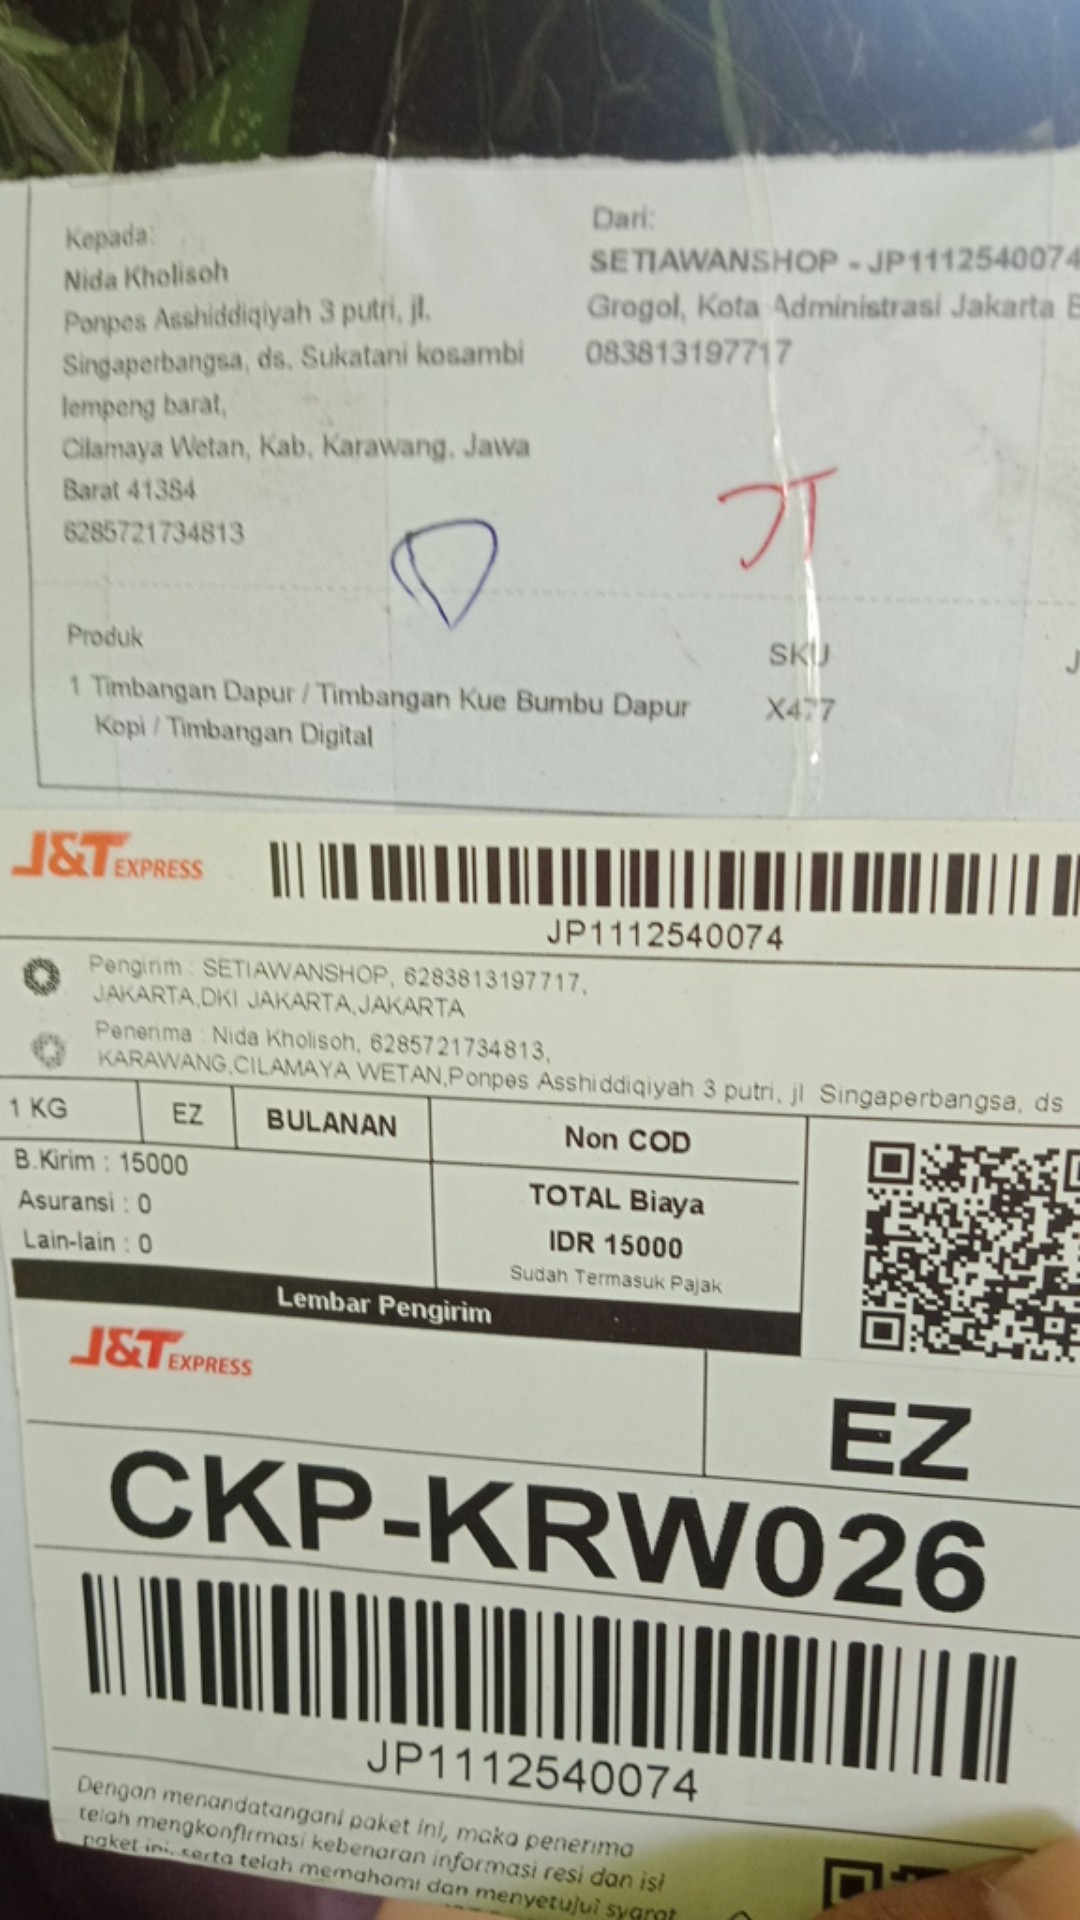 Kepada:
Nida Kholisoh
Ponpes Asshiddiqiyah 3 putri, jl.
Singaperbangsa, ds. Sukatani kosambi
lempeng barat,
Cilamaya Wetan, Kab. Karawang, Jawa
Barat 41384
6285721734813
Dari:
SETIAWANSHOP - JP1112540074
Grogol, Kota Administrasi Jakarta
083813197717
Produk
SKU
1 Timbangan Dapur / Timbangan Kue Bumbu Dapur
Kopi / Timbangan Digital
X477
J&T EXPRESS
JP1112540074
Pengirim : SETIAWANSHOP, 6283813197717,
JAKARTA,DKI JAKARTA,JAKARTA
Penerima : Nida Kholisoh, 6285721734813,
KARAWANG,CILAMAYA WETAN,Ponpes Asshiddiqiyah 3 putri, jl Singaperbangsa, ds
1 KG
EZ
BULANAN
Non COD
B.Kirim : 15000
Asuransi : 0
Lain-lain : 0
TOTAL Biaya
IDR 15000
Sudah Termasuk Pajak
Lembar Pengirim
J&T EXPRESS
EZ
CKP-KRW026
JP1112540074
Dengan menandatangani paket ini, maka penerima
telah mengkonfirmasi kebenaran informasi resi dan isi
paket ini, serta telah memahami dan menyetujui syarat